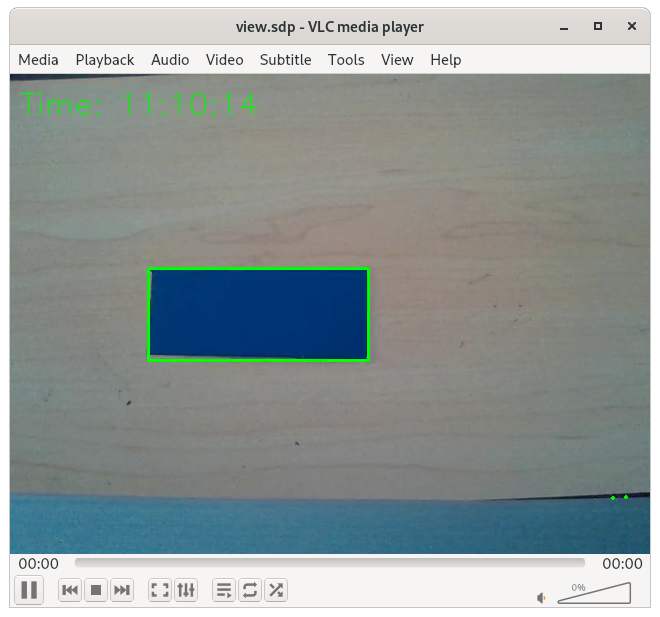 view.sdp - VLC media player
Media Playback Audio Video Subtitle Tools View Help
Time: 11:10:14
00:00 00:00
0%